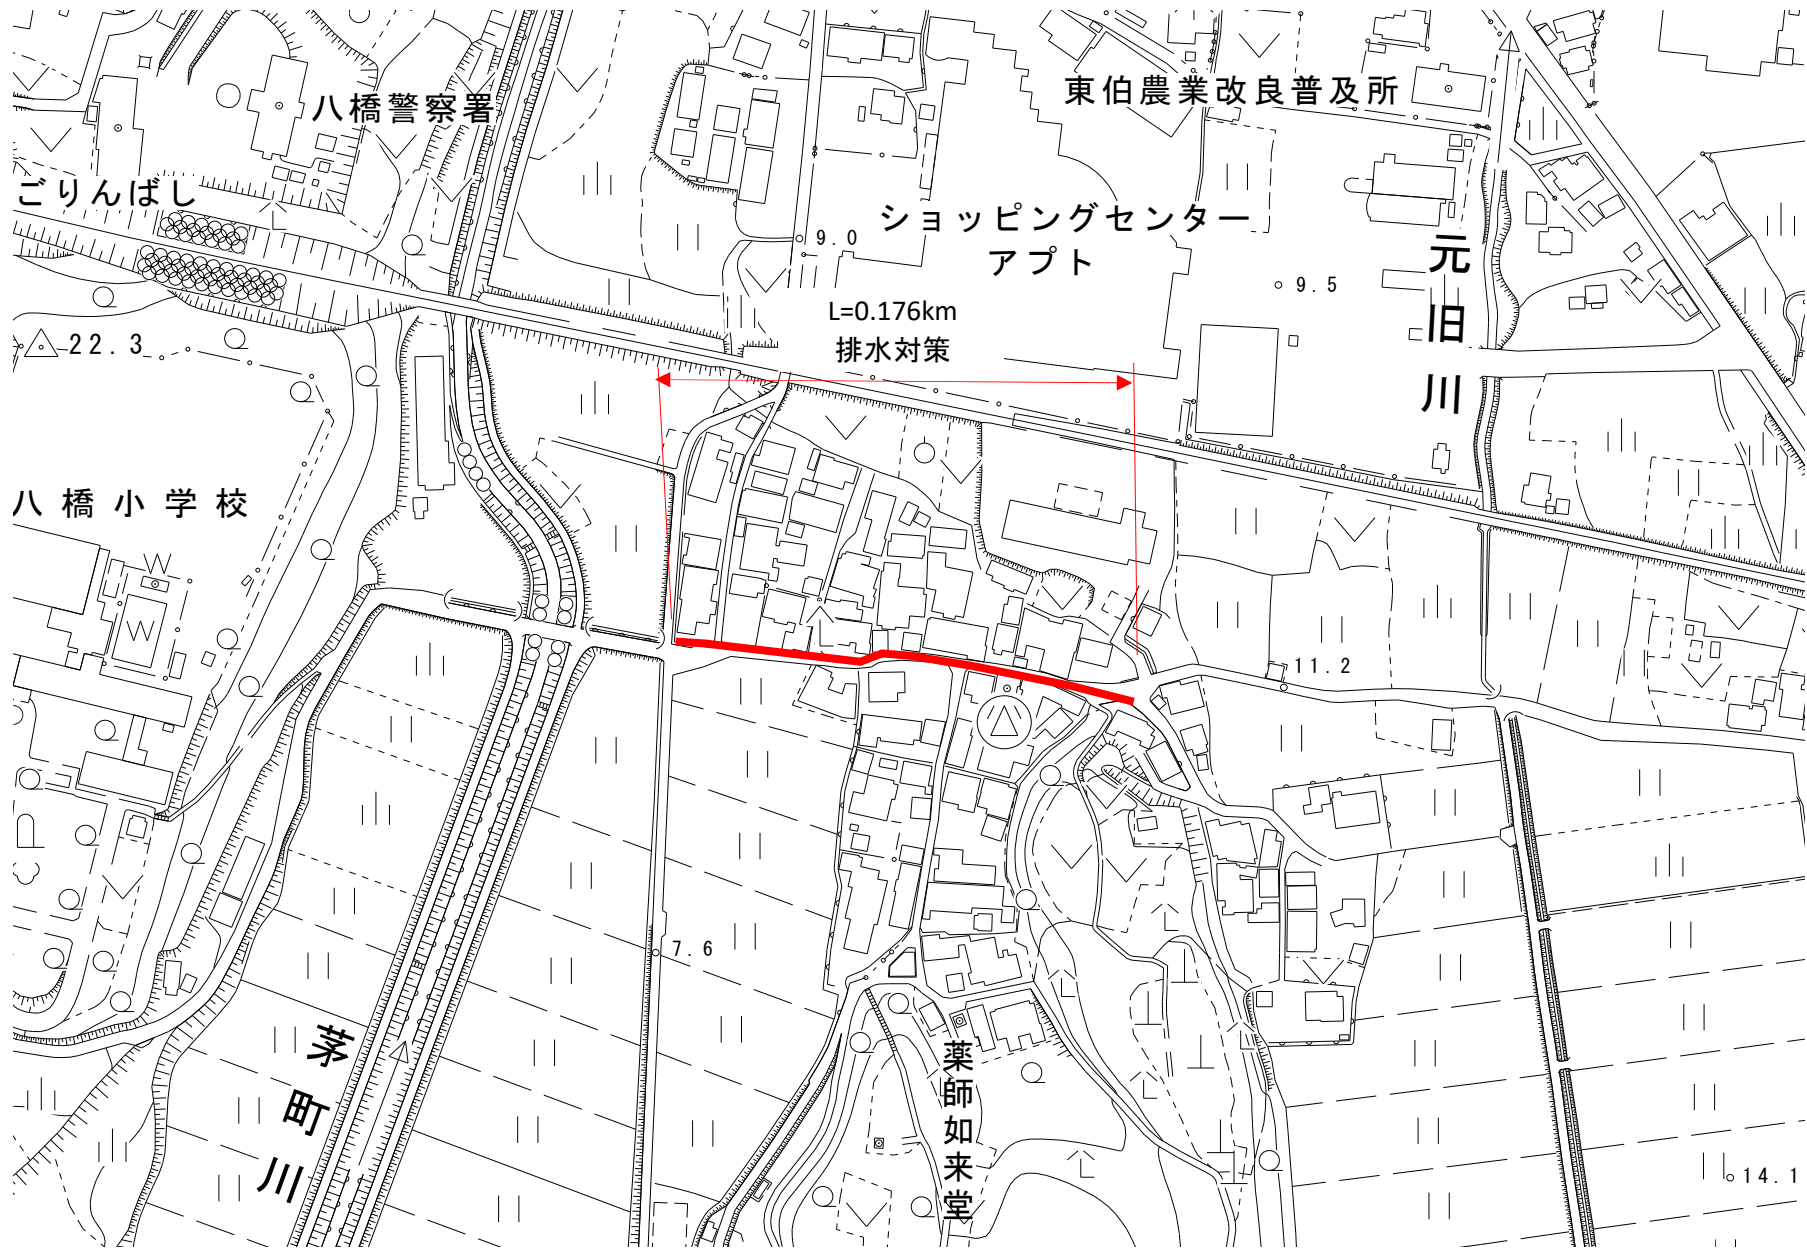 東伯農業改良普及所
八橋警察署
ごりんばし
ショッピングセンター
アプト
9.0
元旧川
9.5
L=0.176km
排水対策
22.3
八橋小学校
11.2
7.6
茅町川
薬師如来堂
14.1